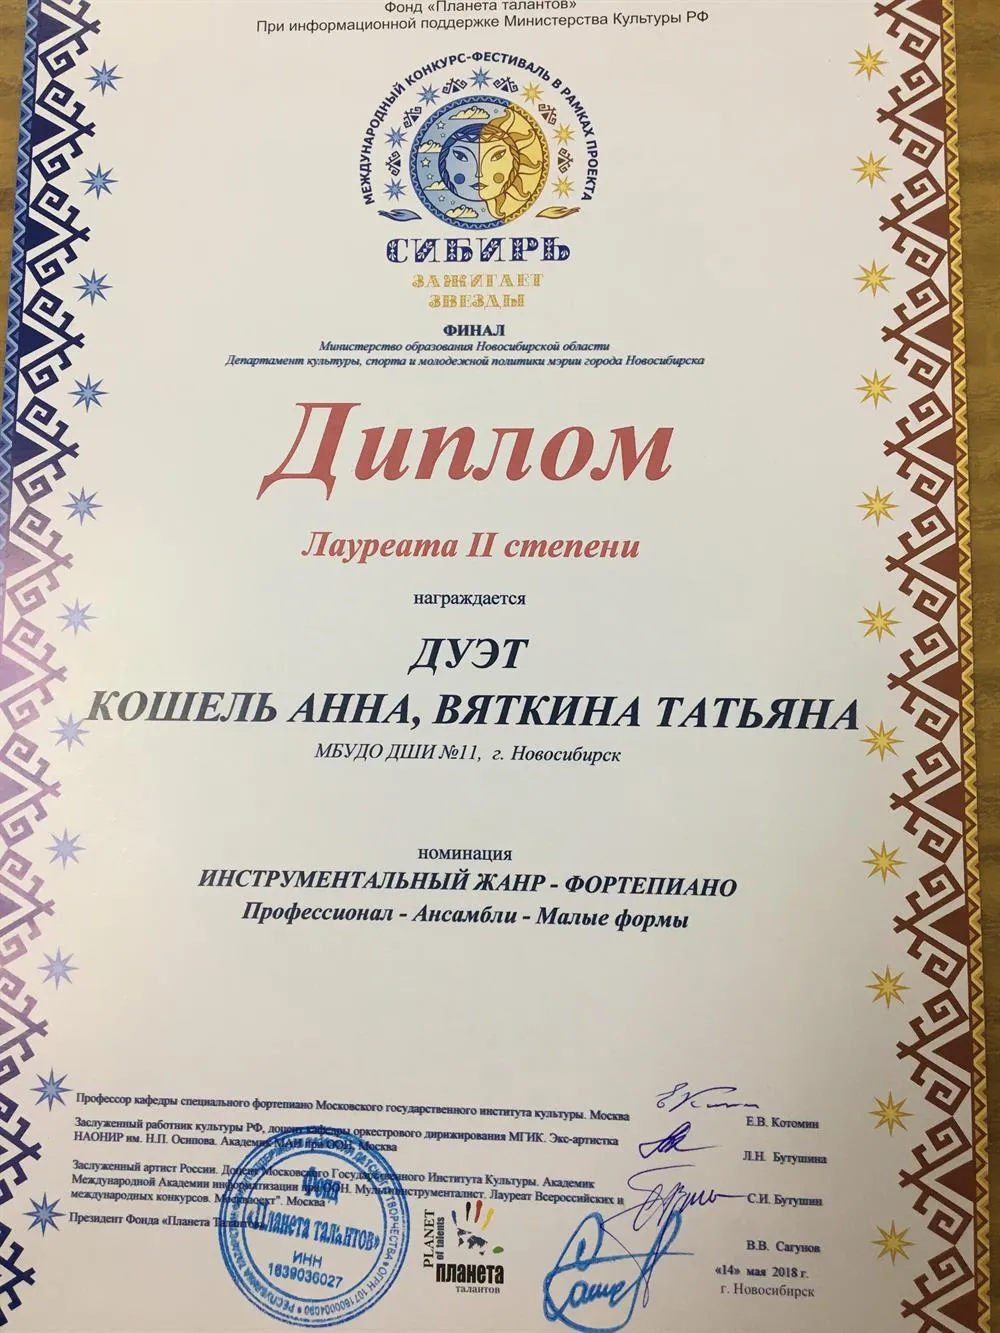 Фонд «Планета талантов»
При информационной поддержке Министерства Культуры РФ
МЕЖДУНАРОДНЫЙ КОНКУРС-ФЕСТИВАЛЬ В РАМКАХ ПРОЕКТА
СИБИРЬ
ЗАЖИГАЕТ
ЗВЕЗДЫ
ФИНАЛ
Министерство образования Новосибирской области
Департамент культуры, спорта и молодежной политики мэрии города Новосибирска
Диплом
Лауреата II степени
награждается
ДУЭТ
КОШЕЛЬ АННА, ВЯТКИНА ТАТЬЯНА
МБУДО ДШИ №11, г. Новосибирск
номинация
ИНСТРУМЕНТАЛЬНЫЙ ЖАНР - ФОРТЕПИАНО
Профессионал - Ансамбли - Малые формы
Профессор кафедры специального фортепиано Московского государственного института культуры. Москва
Е.В. Котомин
Заслуженный работник культуры РФ, доцент кафедры оркестрового дирижирования МГИК. Экс-артистка
НАОНИР им. Н.П. Осипова. Академик МАИ при ООН. Москва
Л.Н. Бутушина
Заслуженный артист России. Доцент Московского Государственного Института Культуры. Академик
Международной Академии информатизации при ООН. Мультиинструменталист. Лауреат Всероссийских и
международных конкурсов. "Москонцерт". Москва
С.И. Бутушин
Президент Фонда «Планета Талантов»
В.В. Сагунов
Фонд
«Планета талантов»
ИНН
1639036027
PLANET
of talents
планета
талантов
«14» мая 2018 г.
г. Новосибирск